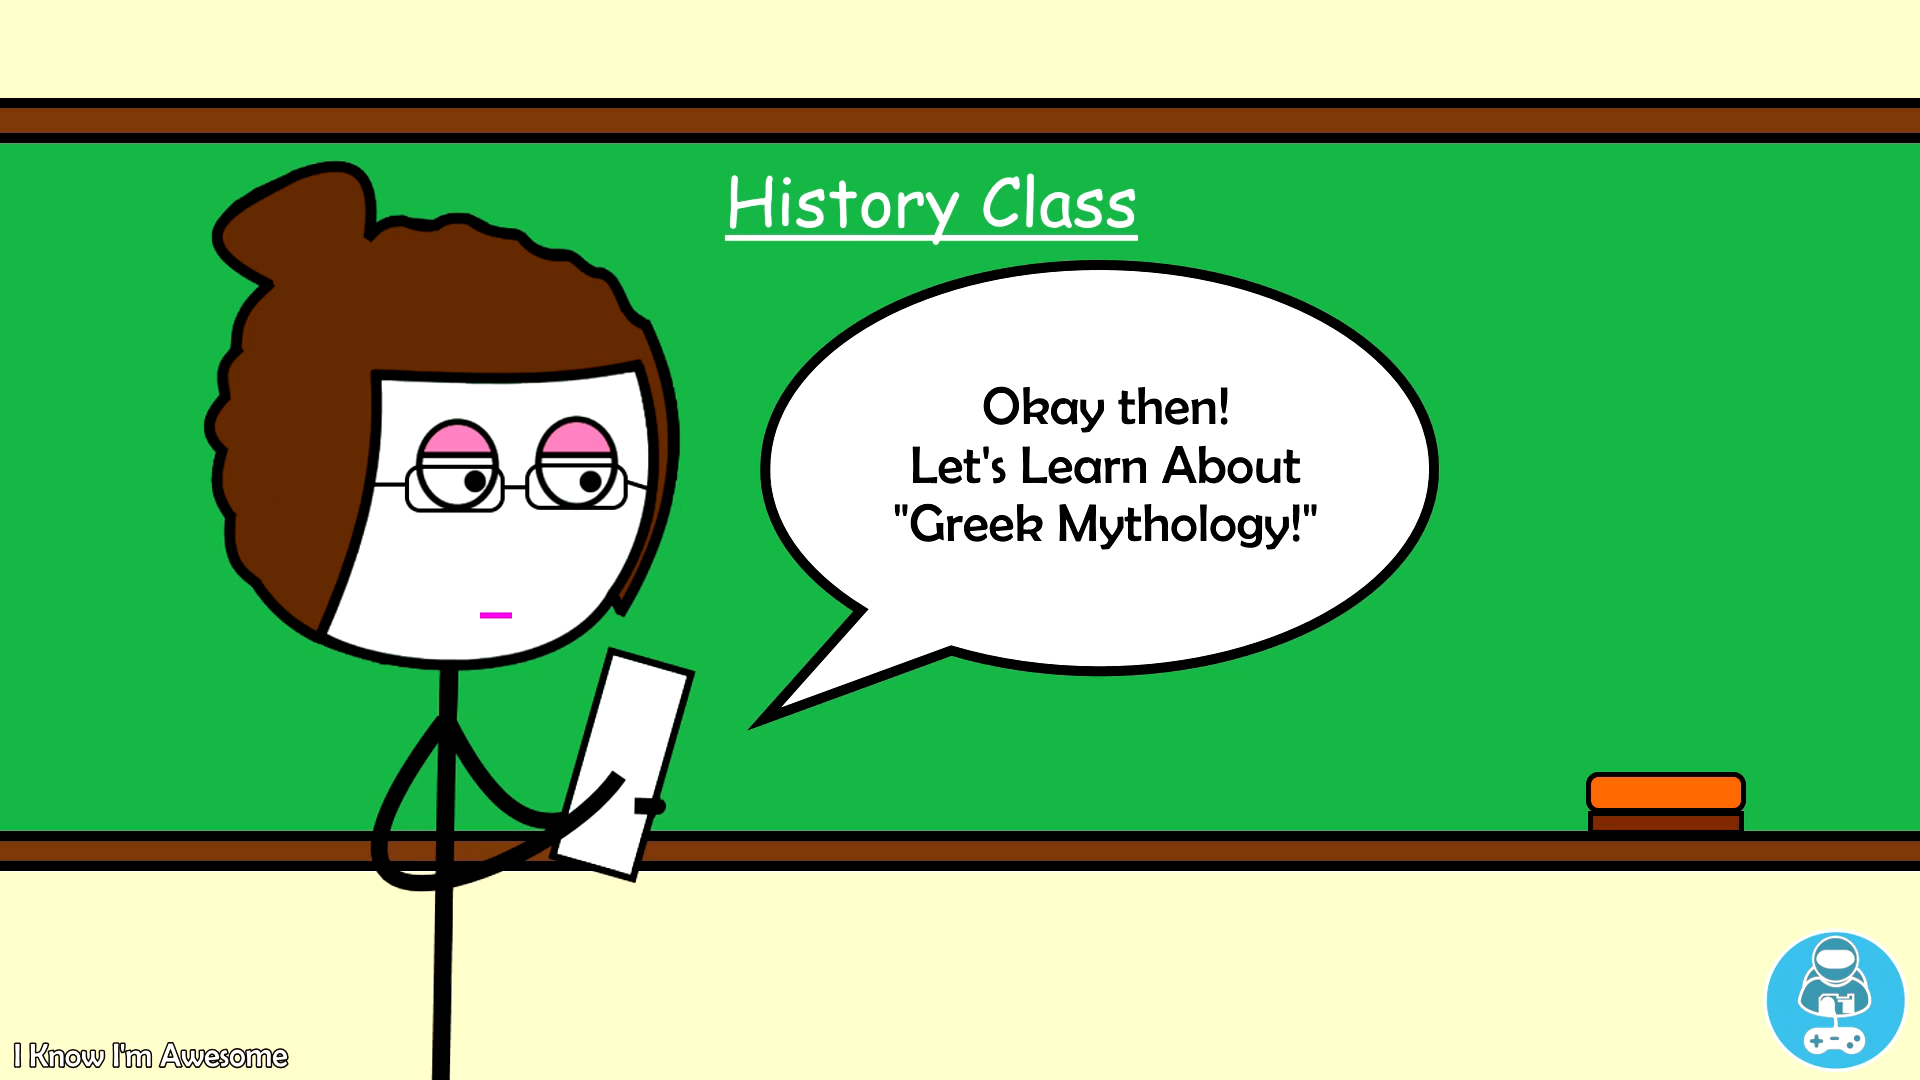 History Class
Okay then!
Let's Learn About
"Greek Mythology!"
I Know I'm Awesome